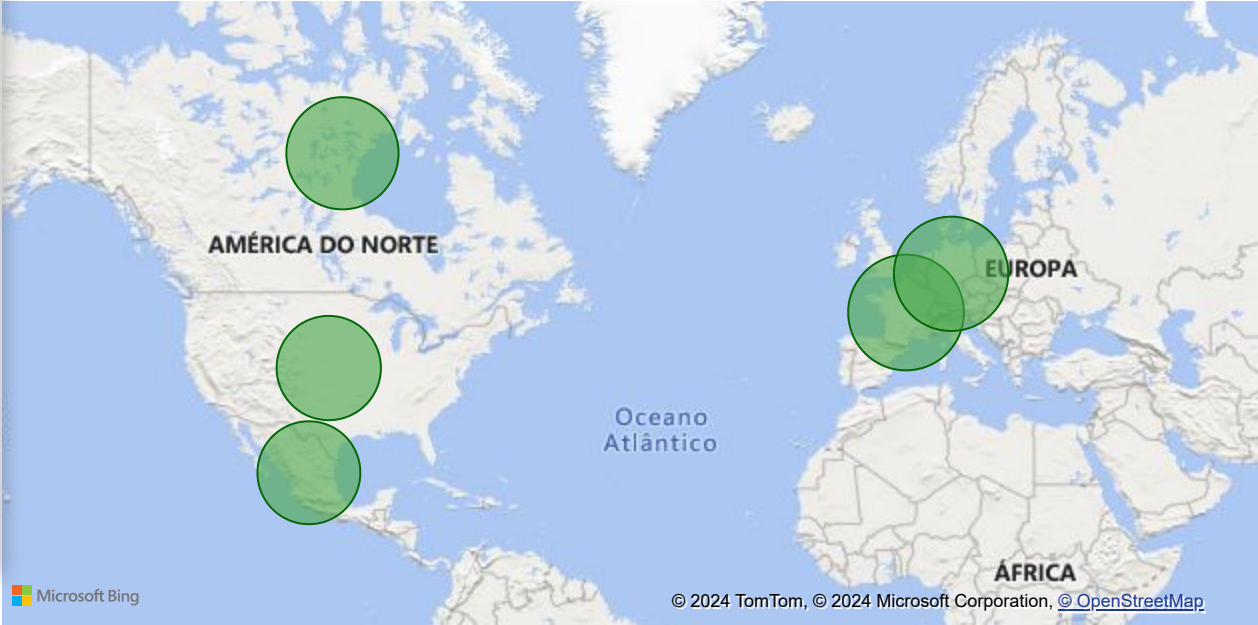 AMÉRICA DO NORTE
EUROPA
Oceano
Atlântico
ÁFRICA
Microsoft Bing
© 2024 TomTom, © 2024 Microsoft Corporation, © OpenStreetMap